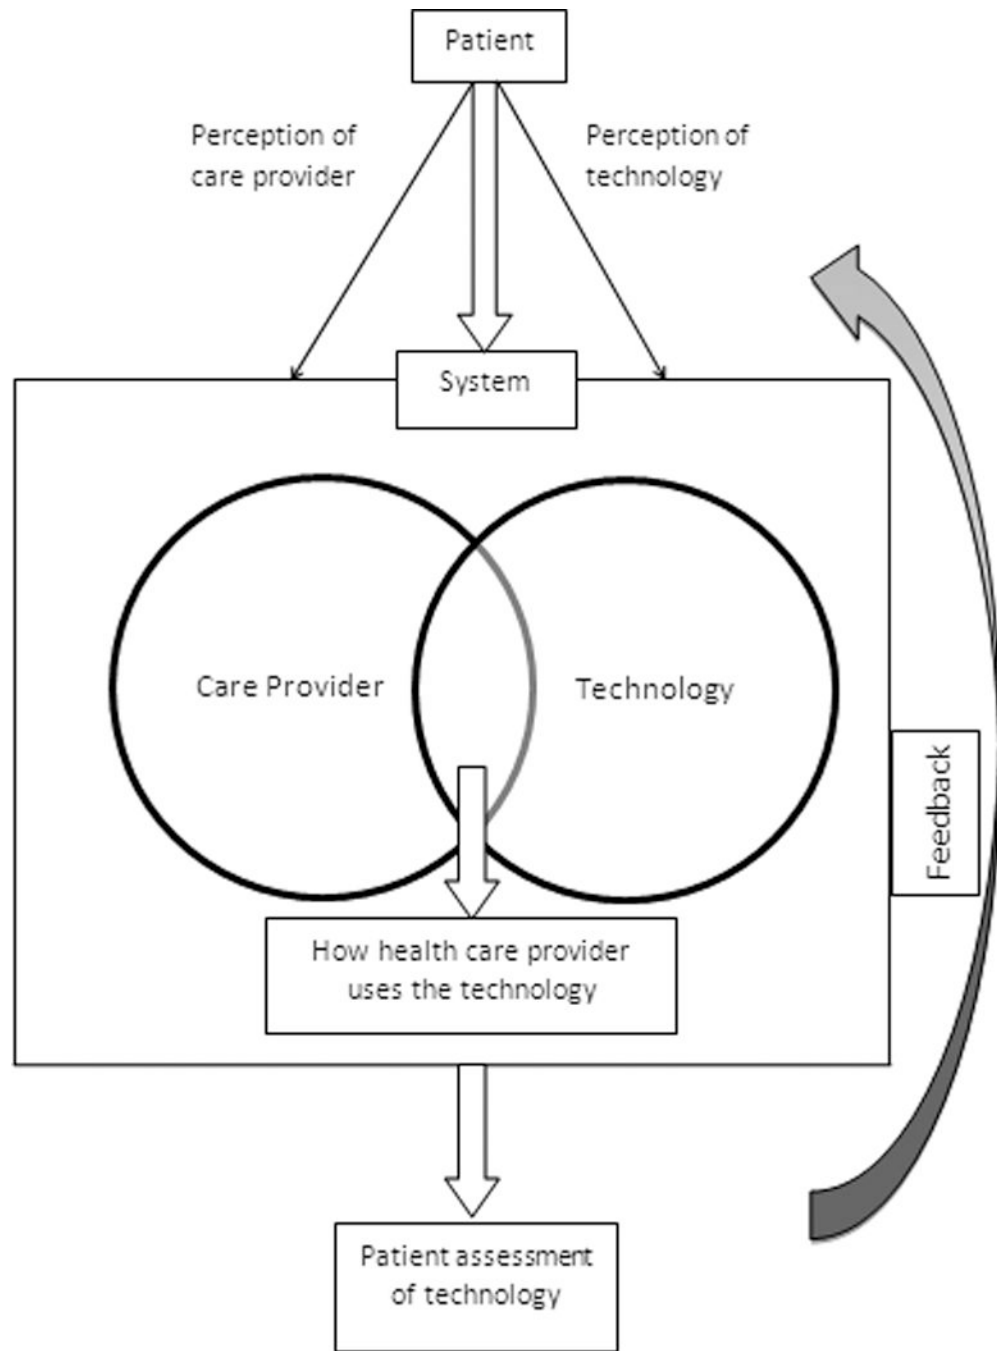 Patient
Perception of
care provider
Perception of
technology
System
Care Provider
Technology
Feedback
How health care provider
uses the technology
Patient assessment
of technology